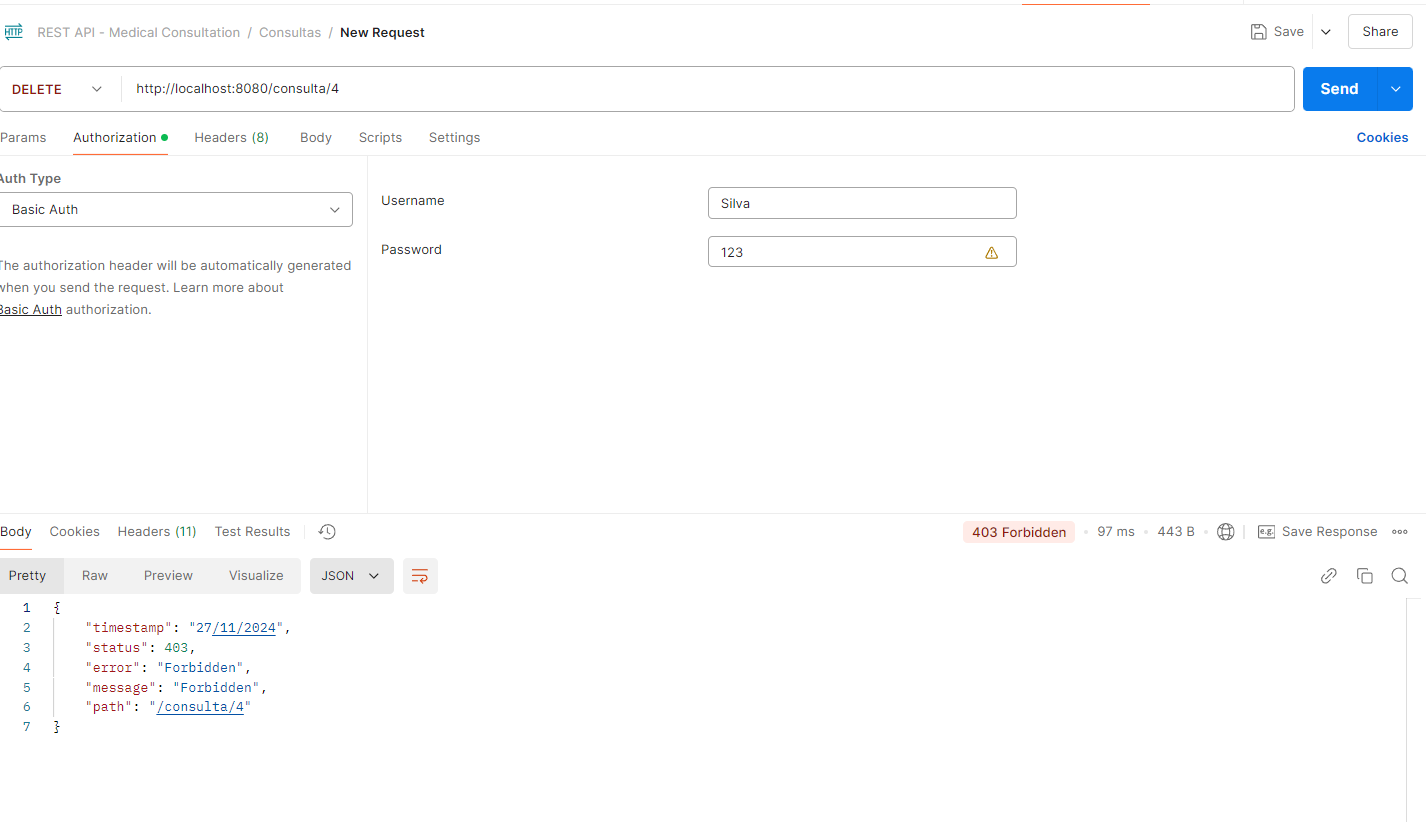 HTTP REST API - Medical Consultation / Consultas / New Request Save Share
DELETE http://localhost:8080/consulta/4 Send
Params Authorization Headers (8) Body Scripts Settings Cookies
Auth Type
Basic Auth
The authorization header will be automatically generated
when you send the request. Learn more about
Basic Auth authorization.
Username Silva
Password 123
Body Cookies Headers (11) Test Results 403 Forbidden 97 ms 443 B e.g. Save Response
Pretty Raw Preview Visualize JSON
1 {
2 "timestamp": "27/11/2024",
3 "status": 403,
4 "error": "Forbidden",
5 "message": "Forbidden",
6 "path": "/consulta/4"
7 }